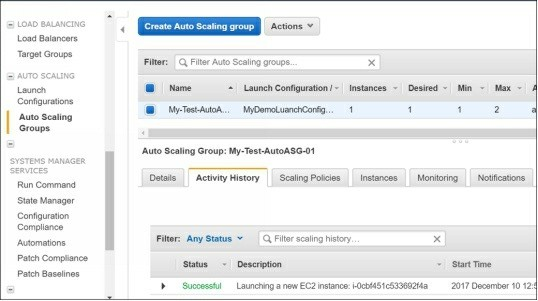 LOAD BALANCING
Load Balancers
Target Groups
AUTO SCALING
Launch
Configurations
Auto Scaling
Groups
SYSTEMS MANAGER
SERVICES
Run Command
State Manager
Configuration
Compliance
Automations
Patch Compliance
Patch Baselines
Create Auto Scaling group Actions
Filter: Filter Auto Scaling groups...
Name Launch Configuration / Instances Desired Min Max A
My-Test-AutoA... MyDemoLuanchConfig... 1 1 1 2 a
Auto Scaling Group: My-Test-AutoASG-01
Details Activity History Scaling Policies Instances Monitoring Notifications
Filter: Any Status Filter scaling history...
Status Description Start Time
Successful Launching a new EC2 instance: i-0cbf451c533692f4a 2017 December 10 12:5